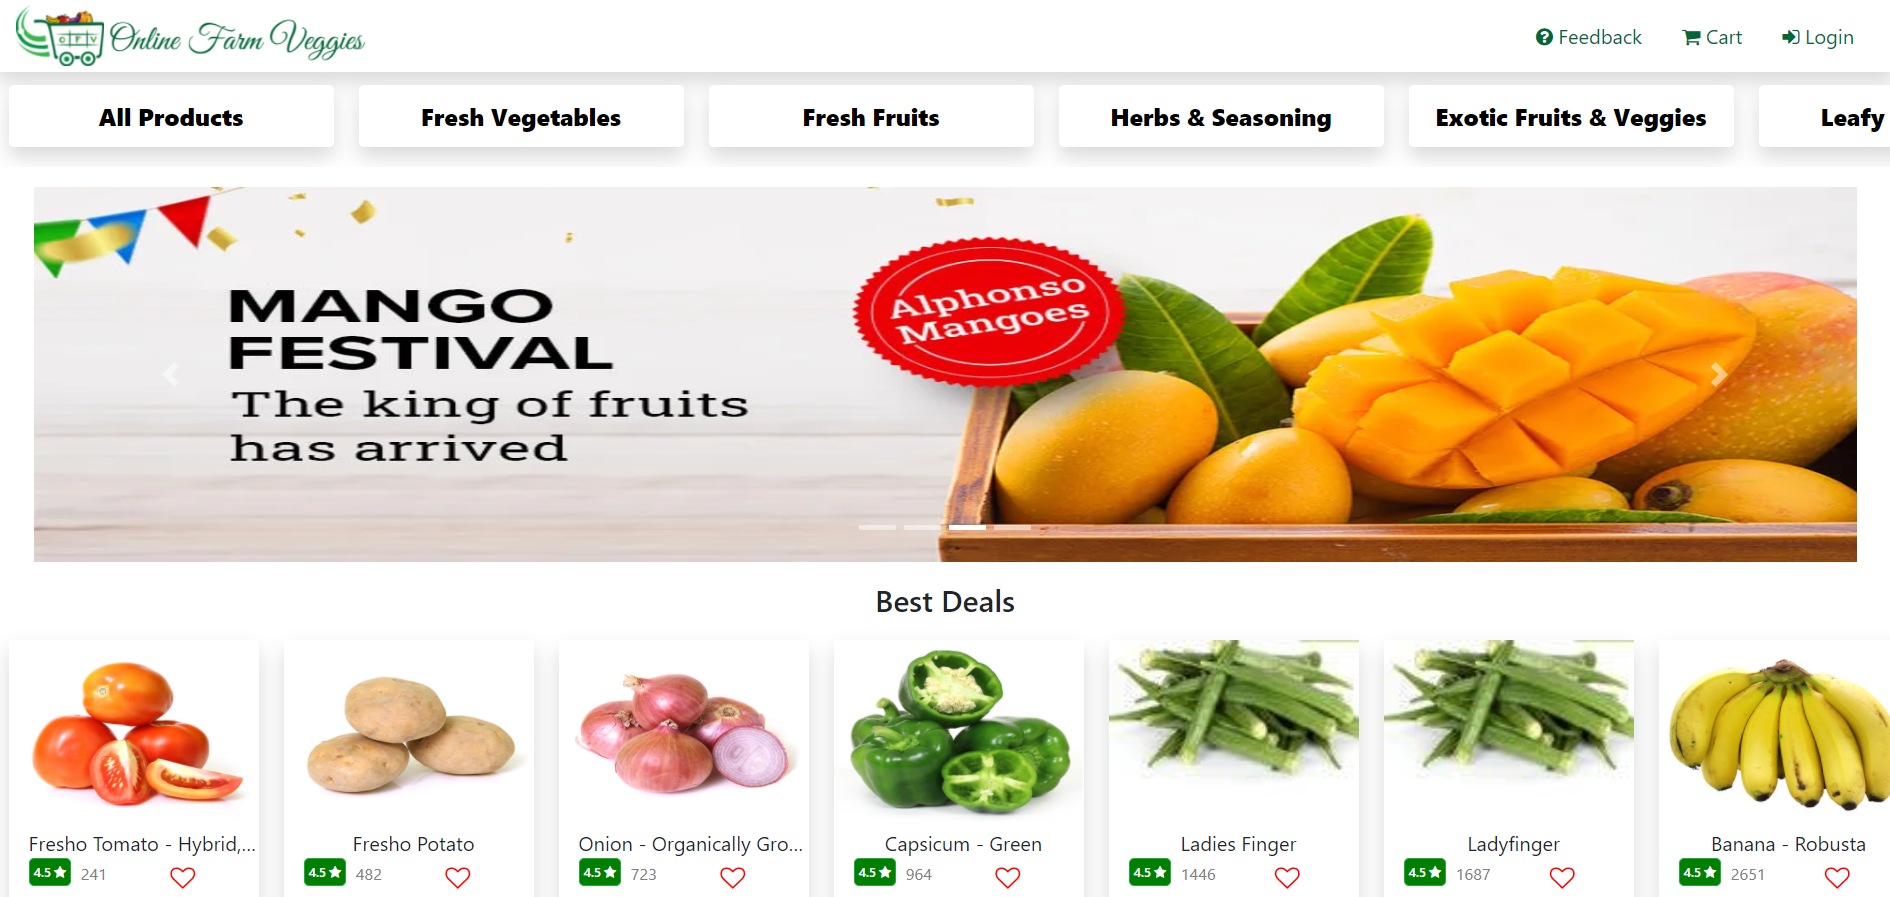 OFV Online Farm Veggies
Feedback
Cart
Login
All Products
Fresh Vegetables
Fresh Fruits
Herbs & Seasoning
Exotic Fruits & Veggies
Leafy
MANGO
FESTIVAL
The king of fruits
has arrived
Alphonso
Mangoes
Best Deals
Fresho Tomato - Hybrid,...
4.5 241
Fresho Potato
4.5 482
Onion - Organically Gro...
4.5 723
Capsicum - Green
4.5 964
Ladies Finger
4.5 1446
Ladyfinger
4.5 1687
Banana - Robusta
4.5 2651